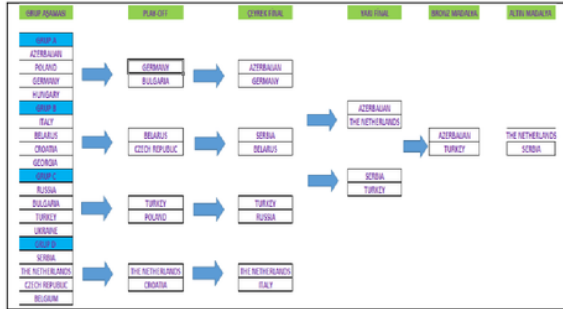 GRUP AŞAMASI
PLAY-OFF
ÇEYREK FİNAL
YARI FİNAL
BRONZ MADALYA
ALTIN MADALYA
GRUP A
AZERBAIJAN
POLAND
GERMANY
HUNGARY
GRUP B
ITALY
BELARUS
CROATIA
GEORGIA
GRUP C
RUSSIA
BULGARIA
TURKEY
UKRAINE
GRUP D
SERBIA
THE NETHERLANDS
CZECH REPUBLIC
BELGIUM
GERMANY
BULGARIA
BELARUS
CZECH REPUBLIC
TURKEY
POLAND
THE NETHERLANDS
CROATIA
AZERBAIJAN
GERMANY
SERBIA
BELARUS
TURKEY
RUSSIA
THE NETHERLANDS
ITALY
AZERBAIJAN
THE NETHERLANDS
SERBIA
TURKEY
AZERBAIJAN
TURKEY
THE NETHERLANDS
SERBIA